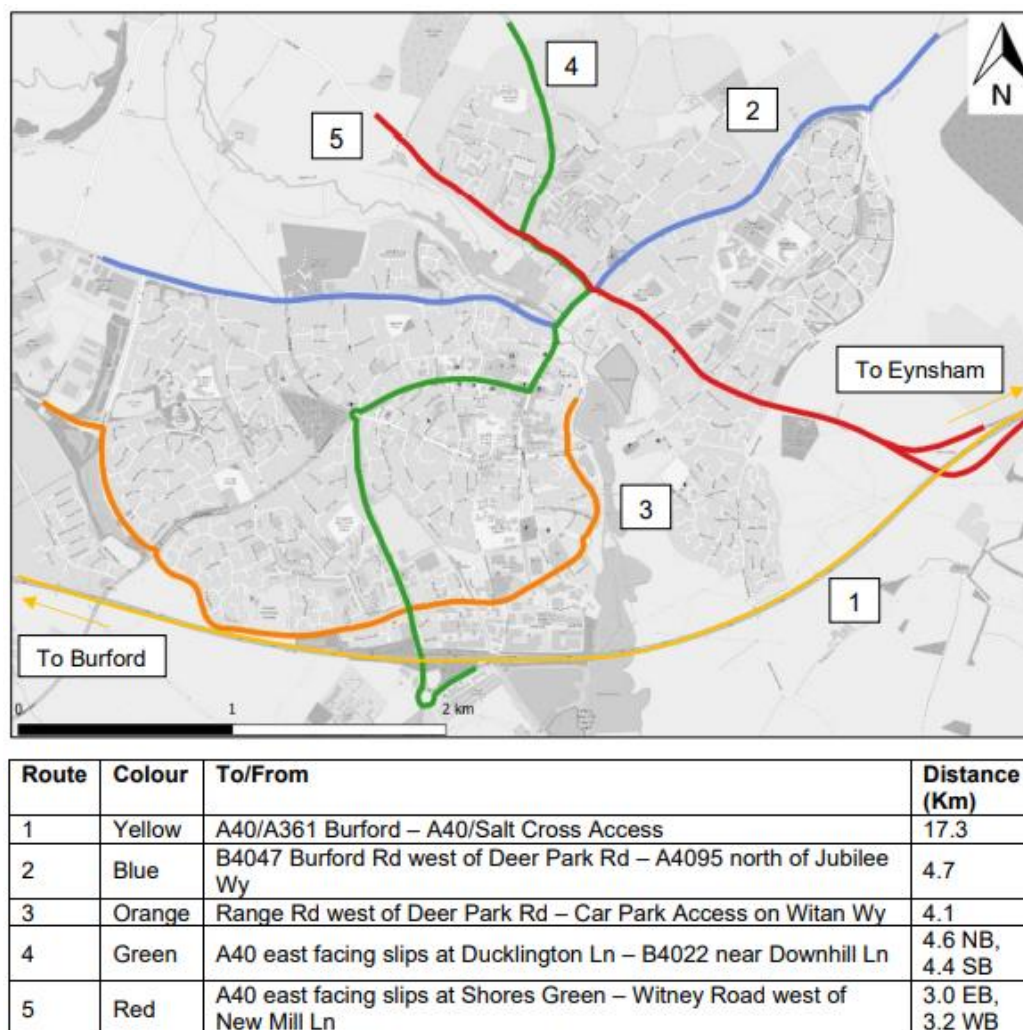 4
5
2
N
To Eynsham
3
1
To Burford
0
1
2 km
Route Colour To/From Distance (Km)
1 Yellow A40/A361 Burford – A40/Salt Cross Access 17.3
2 Blue B4047 Burford Rd west of Deer Park Rd – A4095 north of Jubilee Wy 4.7
3 Orange Range Rd west of Deer Park Rd – Car Park Access on Witan Wy 4.1
4 Green A40 east facing slips at Ducklington Ln – B4022 near Downhill Ln 4.6 NB, 4.4 SB
5 Red A40 east facing slips at Shores Green – Witney Road west of New Mill Ln 3.0 EB, 3.2 WB